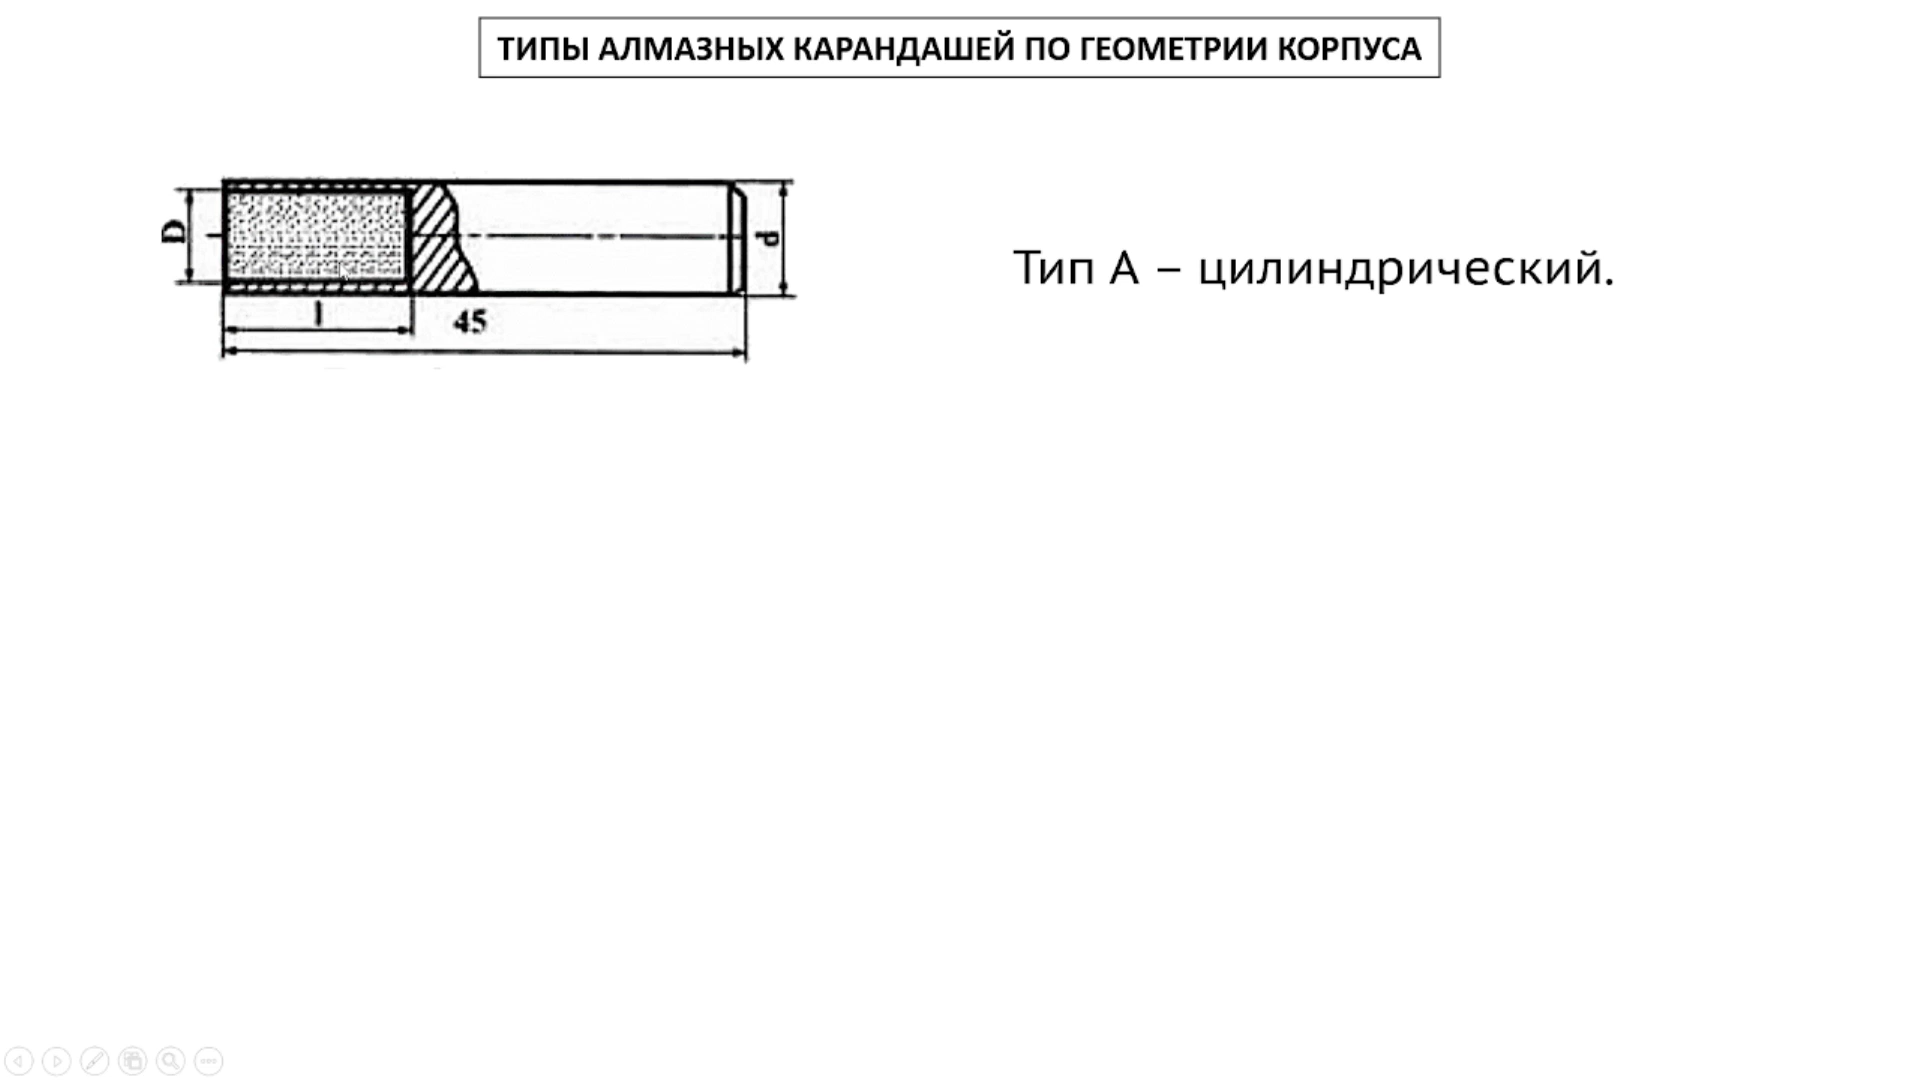 ТИПЫ АЛМАЗНЫХ КАРАНДАШЕЙ ПО ГЕОМЕТРИИ КОРПУСА
D
d
Тип А – цилиндрический.
l
45